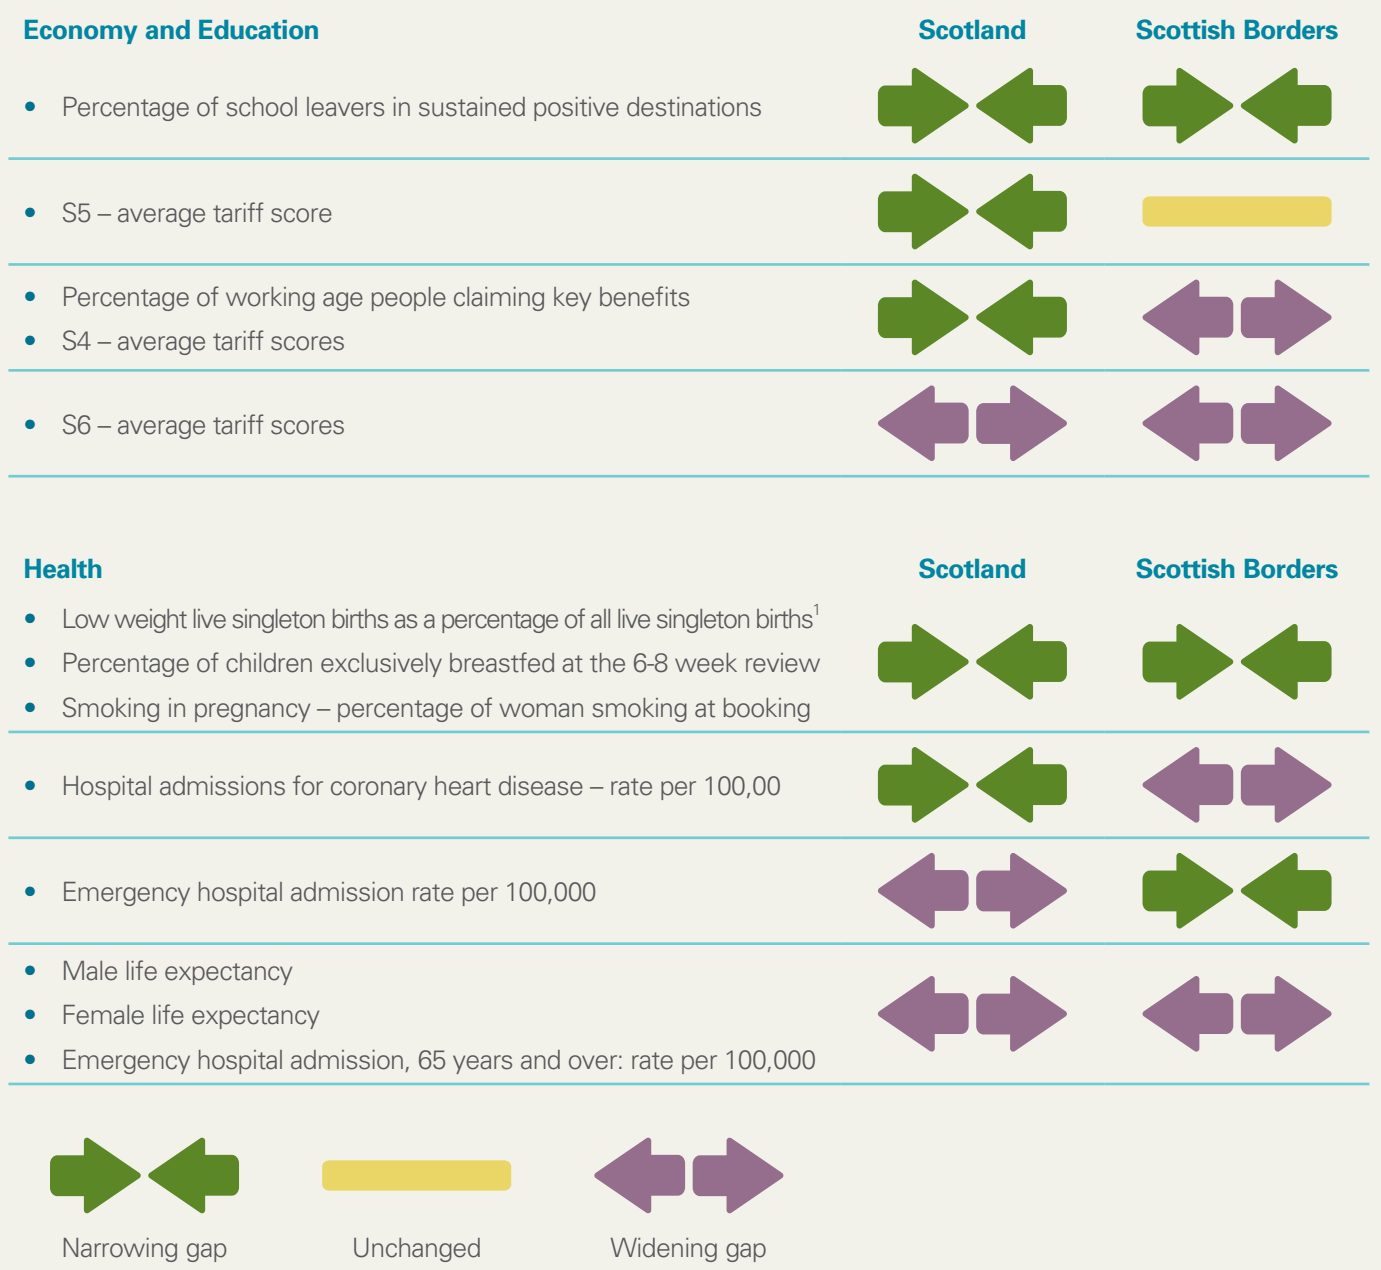 Economy and Education Scotland Scottish Borders
• Percentage of school leavers in sustained positive destinations
• S5 – average tariff score
• Percentage of working age people claiming key benefits
• S4 – average tariff scores
• S6 – average tariff scores
Health Scotland Scottish Borders
• Low weight live singleton births as a percentage of all live singleton births¹
• Percentage of children exclusively breastfed at the 6-8 week review
• Smoking in pregnancy – percentage of woman smoking at booking
• Hospital admissions for coronary heart disease – rate per 100,00
• Emergency hospital admission rate per 100,000
• Male life expectancy
• Female life expectancy
• Emergency hospital admission, 65 years and over: rate per 100,000
Narrowing gap Unchanged Widening gap